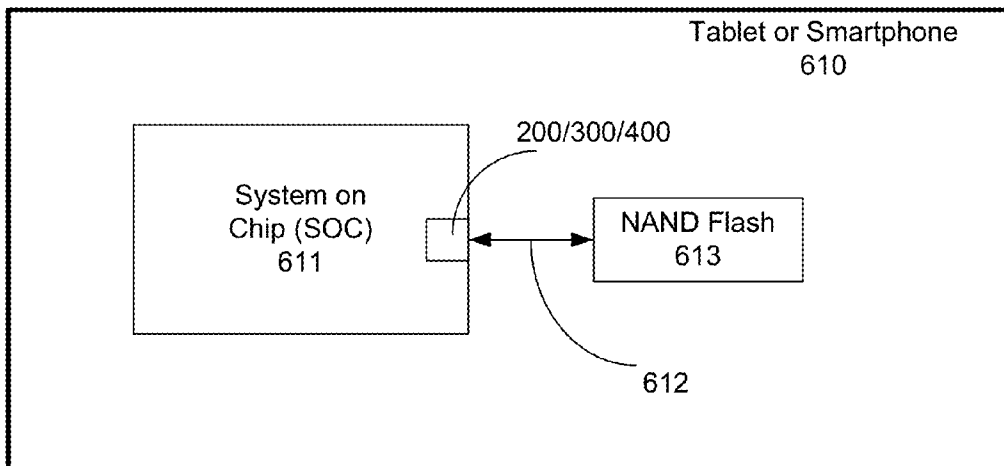 Tablet or Smartphone
610
200/300/400
System on
Chip (SOC)
611
NAND Flash
613
612